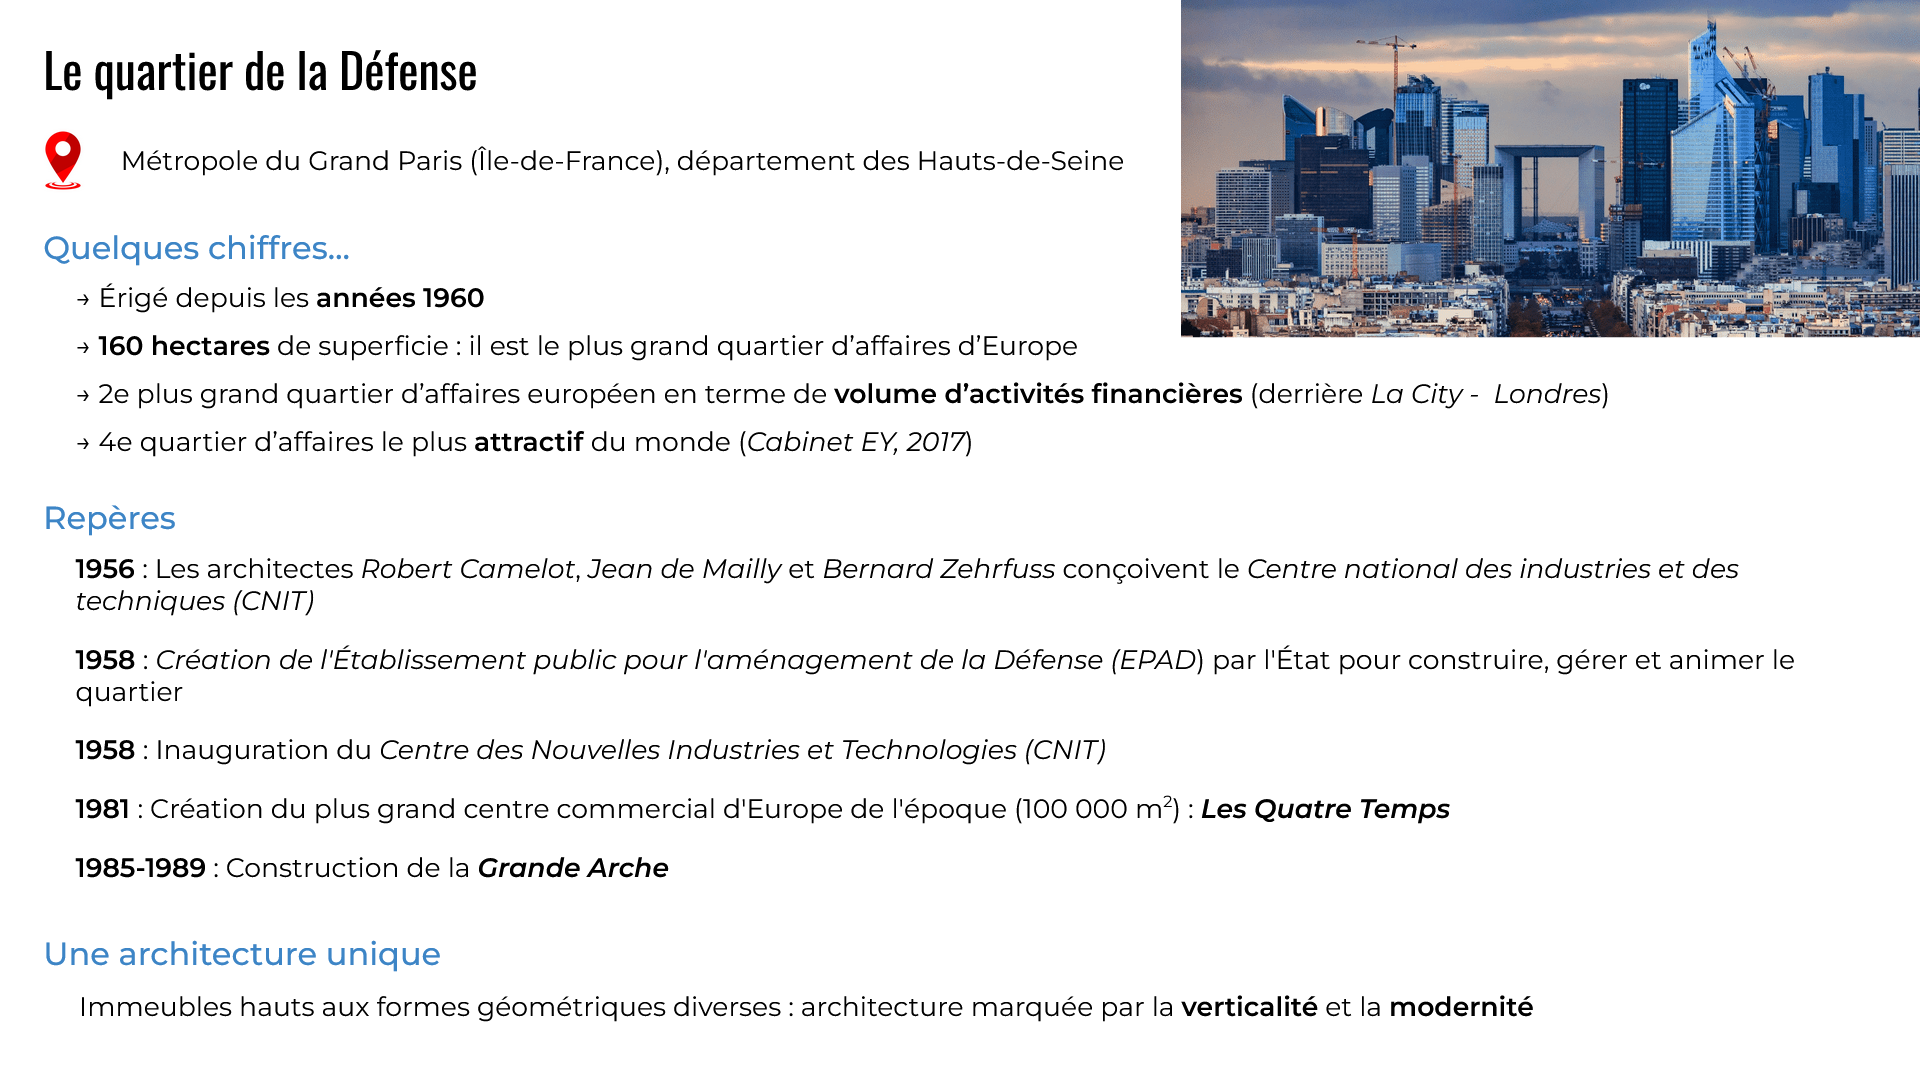 Le quartier de la Défense
Métropole du Grand Paris (Île-de-France), département des Hauts-de-Seine
Quelques chiffres...
→ Érigé depuis les années 1960
→ 160 hectares de superficie : il est le plus grand quartier d’affaires d’Europe
→ 2e plus grand quartier d’affaires européen en terme de volume d’activités financières (derrière La City - Londres)
→ 4e quartier d’affaires le plus attractif du monde (Cabinet EY, 2017)
Repères
1956 : Les architectes Robert Camelot, Jean de Mailly et Bernard Zehrfuss conçoivent le Centre national des industries et des
techniques (CNIT)
1958 : Création de l'Établissement public pour l'aménagement de la Défense (EPAD) par l'État pour construire, gérer et animer le
quartier
1958 : Inauguration du Centre des Nouvelles Industries et Technologies (CNIT)
1981 : Création du plus grand centre commercial d'Europe de l'époque (100 000 m²) : Les Quatre Temps
1985-1989 : Construction de la Grande Arche
Une architecture unique
Immeubles hauts aux formes géométriques diverses : architecture marquée par la verticalité et la modernité